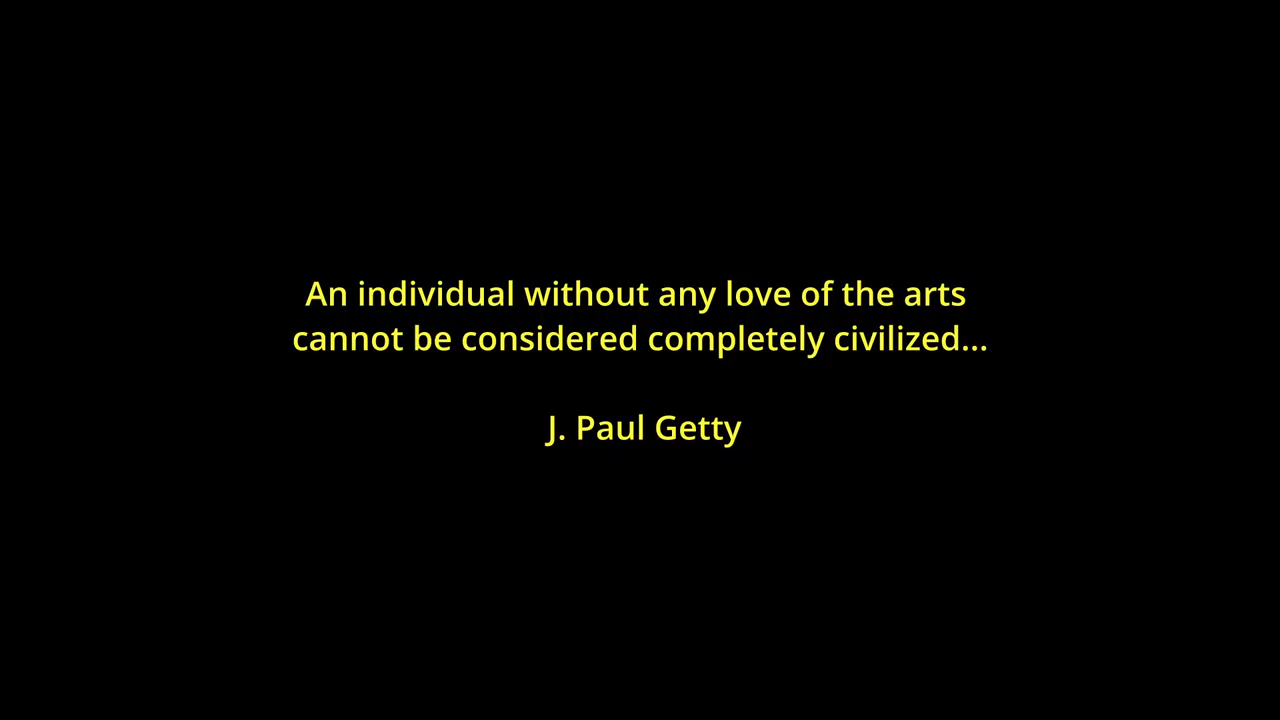 An individual without any love of the arts
cannot be considered completely civilized...
J. Paul Getty